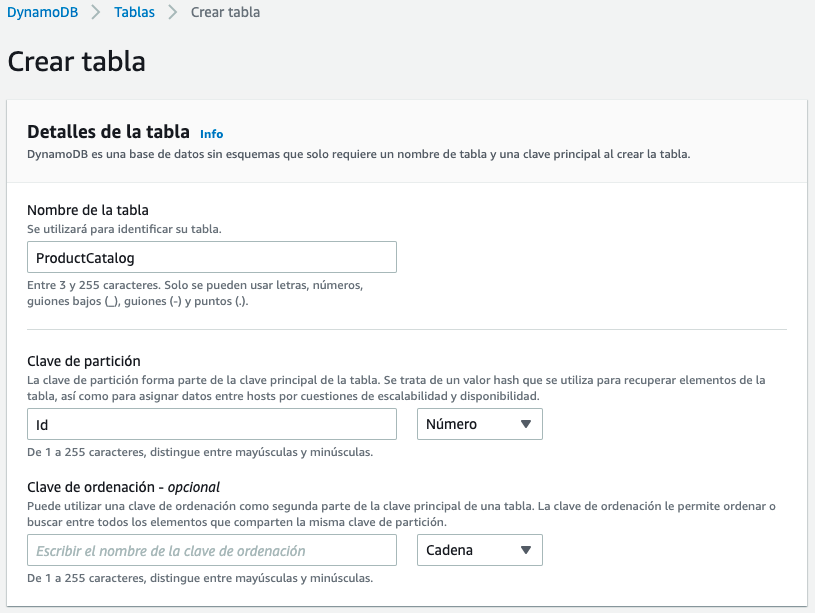 DynamoDB > Tablas > Crear tabla
Crear tabla
Detalles de la tabla Info
DynamoDB es una base de datos sin esquemas que solo requiere un nombre de tabla y una clave principal al crear la tabla.
Nombre de la tabla
Se utilizará para identificar su tabla.
ProductCatalog
Entre 3 y 255 caracteres. Solo se pueden usar letras, números,
guiones bajos (_), guiones (-) y puntos (.).
Clave de partición
La clave de partición forma parte de la clave principal de la tabla. Se trata de un valor hash que se utiliza para recuperar elementos de la
tabla, así como para asignar datos entre hosts por cuestiones de escalabilidad y disponibilidad.
Id Número
De 1 a 255 caracteres, distingue entre mayúsculas y minúsculas.
Clave de ordenación - opcional
Puede utilizar una clave de ordenación como segunda parte de la clave principal de una tabla. La clave de ordenación le permite ordenar o
buscar entre todos los elementos que comparten la misma clave de partición.
Escribir el nombre de la clave de ordenación Cadena
De 1 a 255 caracteres, distingue entre mayúsculas y minúsculas.